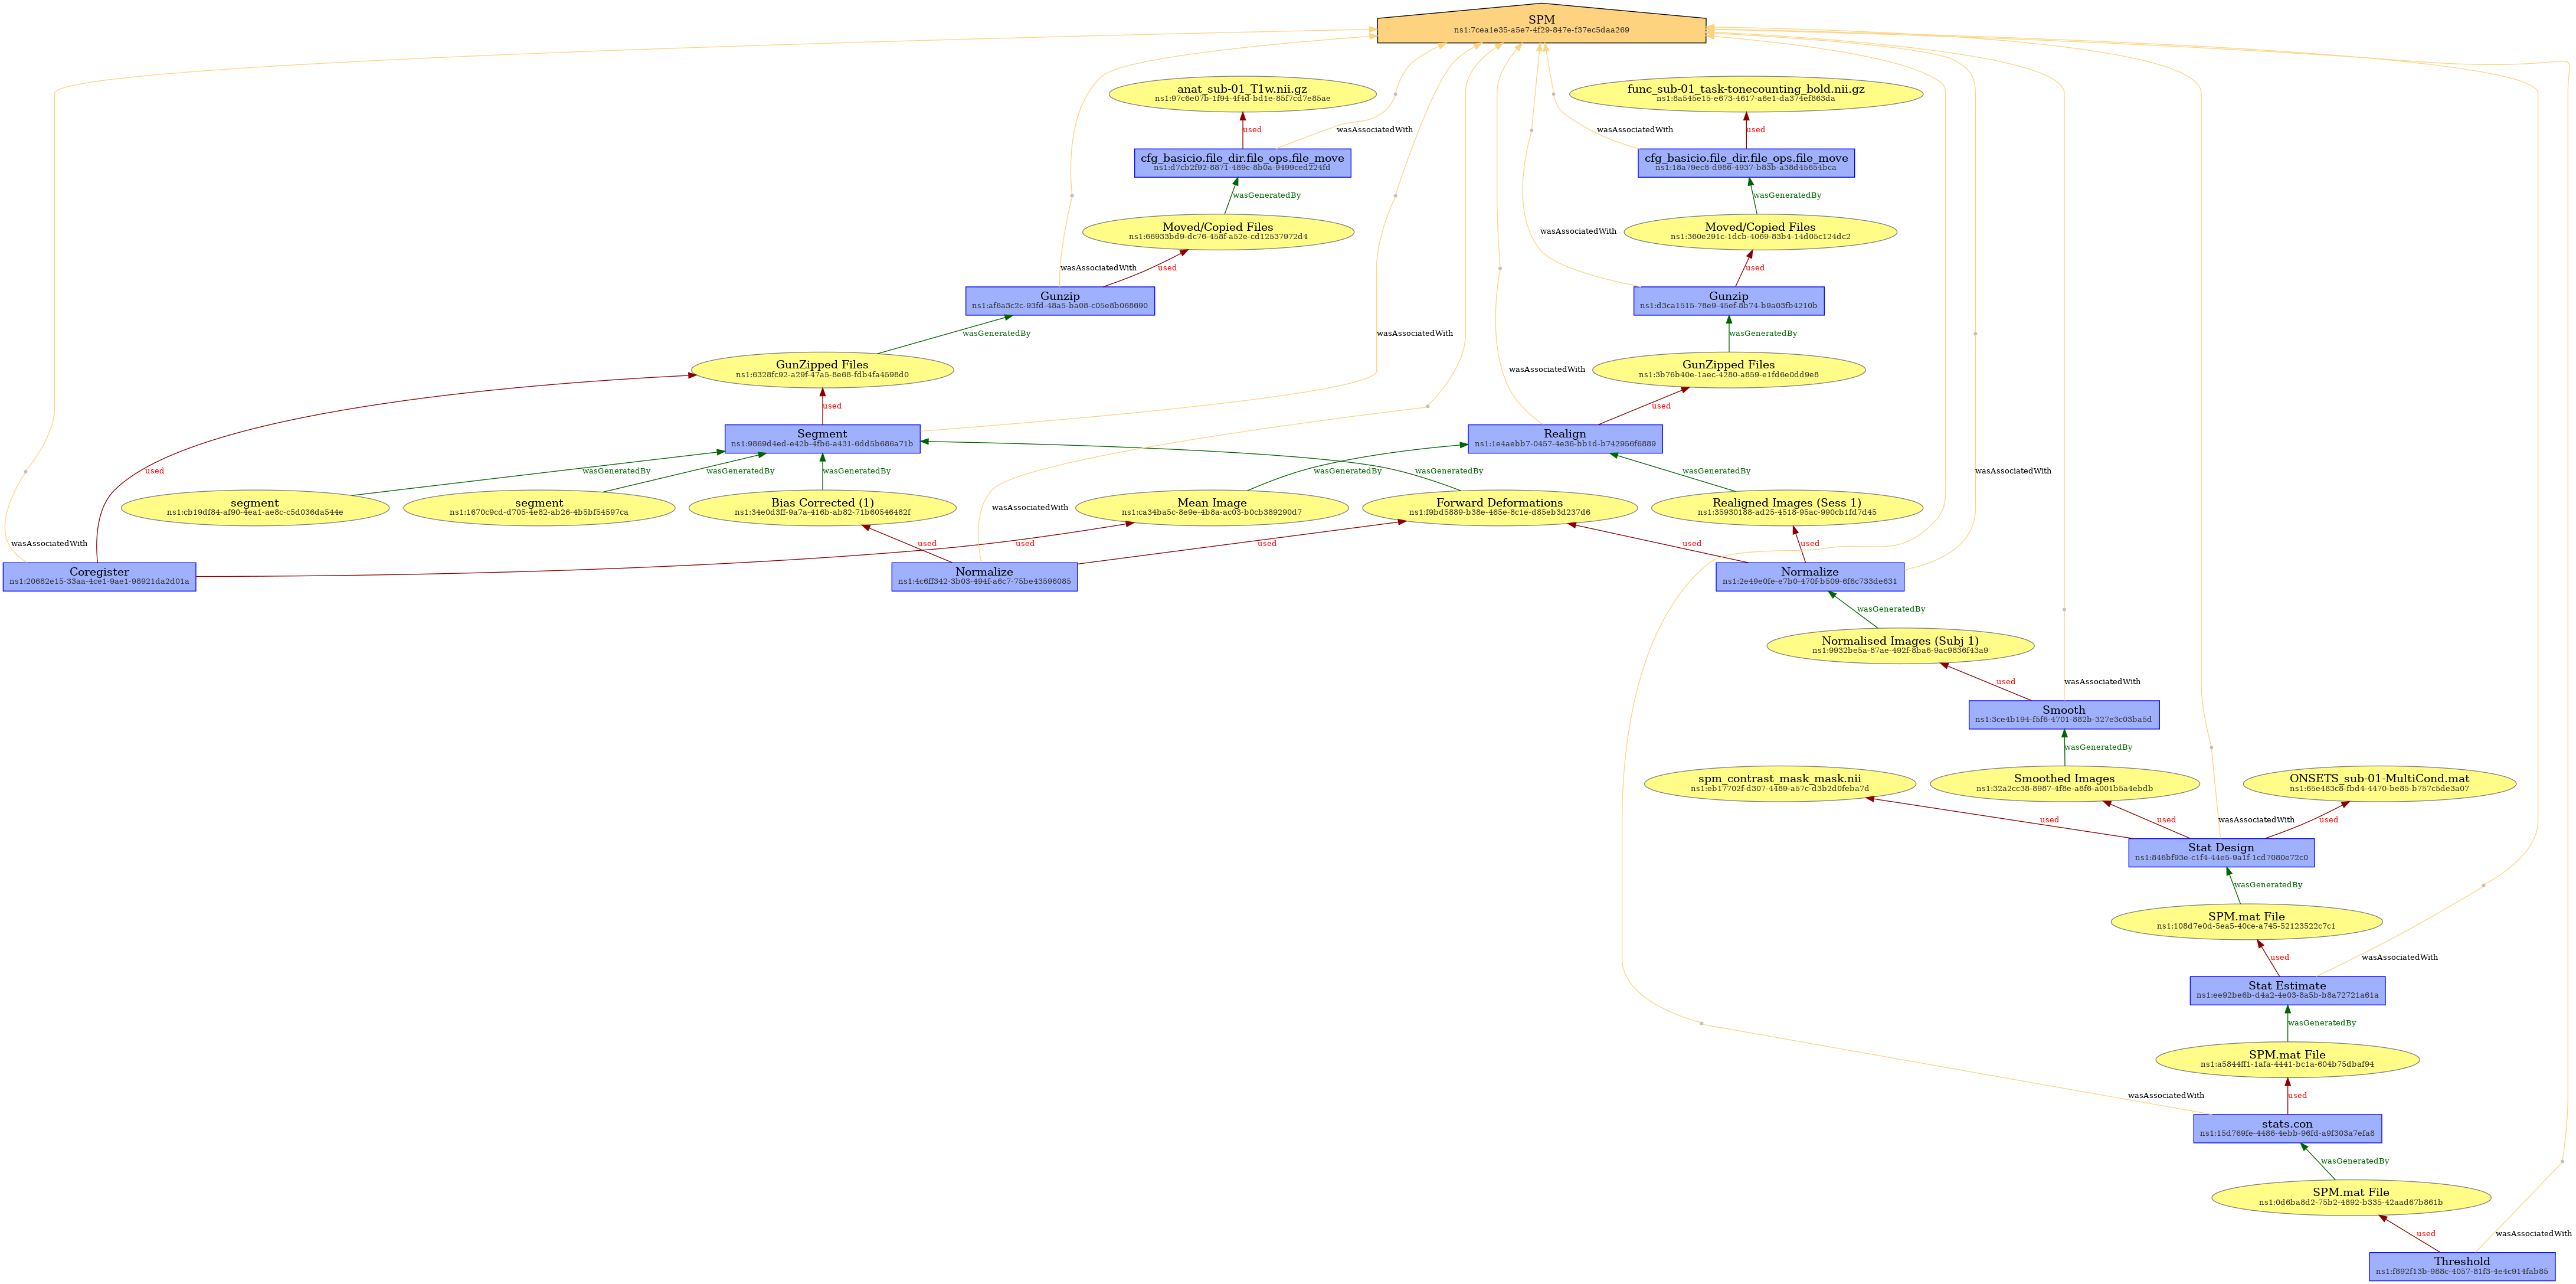 SPM
ns1:7cea1e35-a5e7-4f29-847e-f37ec5daa269
anat_sub-01_T1w.nii.gz
ns1:97c6e07b-1f94-4f4d-bd1e-85f7cd7e85ae
func_sub-01_task-tonecounting_bold.nii.gz
ns1:8a545e15-e673-4617-a6e1-da374ef863da
used
wasAssociatedWith
wasAssociatedWith
used
cfg_basicio.file_dir.file_ops.file_move
ns1:d7cb2f92-8871-489c-8b0a-9499ced224fd
cfg_basicio.file_dir.file_ops.file_move
ns1:18a79ec8-d986-4937-b83b-a38d45654bca
wasGeneratedBy
wasGeneratedBy
Moved/Copied Files
ns1:66933bd9-dc76-458f-a52e-cd12537972d4
wasAssociatedWith
Moved/Copied Files
ns1:360e291c-1dcb-4069-83b4-14d05c124dc2
wasAssociatedWith
used
used
Gunzip
ns1:af6a3c2c-93fd-48a5-ba08-c05e8b068690
Gunzip
ns1:d3ca1515-78e9-45ef-8b74-b9a03fb4210b
wasGeneratedBy
wasAssociatedWith
wasGeneratedBy
GunZipped Files
ns1:6328fc92-a29f-47a5-8e68-fdb4fa4598d0
wasAssociatedWith
GunZipped Files
ns1:3b76b40e-1aec-4280-a859-e1fd6e0dd9e8
used
used
Segment
ns1:9869d4ed-e42b-4fb6-a431-6dd5b686a71b
Realign
ns1:1e4aebb7-0457-4e36-bb1d-b742956f6889
used
wasGeneratedBy
wasGeneratedBy
wasGeneratedBy
wasGeneratedBy
wasGeneratedBy
wasGeneratedBy
wasAssociatedWith
segment
ns1:cb19df84-af90-4ea1-ae8c-c5d036da544e
segment
ns1:1670c9cd-d705-4e82-ab26-4b5bf54597ca
Bias Corrected (1)
ns1:34e0d3ff-9a7a-416b-ab82-71b60546482f
wasAssociatedWith
Mean Image
ns1:ca34ba5c-8e9e-4b8a-ac03-b0cb389290d7
Forward Deformations
ns1:f9bd5889-b38e-465e-8c1e-d85eb3d237d6
Realigned Images (Sess 1)
ns1:35930188-ad25-4518-95ac-990cb1fd7d45
wasAssociatedWith
used
used
used
used
used
Coregister
ns1:20682e15-33aa-4ce1-9ae1-98921da2d01a
Normalize
ns1:4c6ff342-3b03-494f-a6c7-75be43596085
Normalize
ns1:2e49e0fe-e7b0-470f-b509-6f6c733de631
wasGeneratedBy
Normalised Images (Subj 1)
ns1:9932be5a-87ae-492f-8ba6-9ac9836f43a9
used
wasAssociatedWith
Smooth
ns1:3ce4b194-f5f6-4701-882b-327e3c03ba5d
wasGeneratedBy
spm_contrast_mask_mask.nii
ns1:eb17702f-d307-4489-a57c-d3b2d0feba7d
Smoothed Images
ns1:32a2cc38-8987-4f8e-a8f6-a001b5a4ebdb
ONSETS_sub-01-MultiCond.mat
ns1:65e483c8-fbd4-4470-be85-b757c5de3a07
used
used
wasAssociatedWith
used
Stat Design
ns1:846bf93e-c1f4-44e5-9a1f-1cd7080e72c0
wasGeneratedBy
SPM.mat File
ns1:108d7e0d-5ea5-40ce-a745-52123522c7c1
used
wasAssociatedWith
Stat Estimate
ns1:ee92be6b-d4a2-4e03-8a5b-b8a72721a61a
wasGeneratedBy
SPM.mat File
ns1:a5844ff1-1afa-4441-bc1a-604b75dbaf94
wasAssociatedWith
used
stats.con
ns1:15d769fe-4486-4ebb-96fd-a9f303a7efa8
wasGeneratedBy
SPM.mat File
ns1:0d6ba8d2-75b2-4892-b335-42aad67b861b
used
wasAssociatedWith
Threshold
ns1:f892f13b-988c-4057-81f3-4e4c914fab85